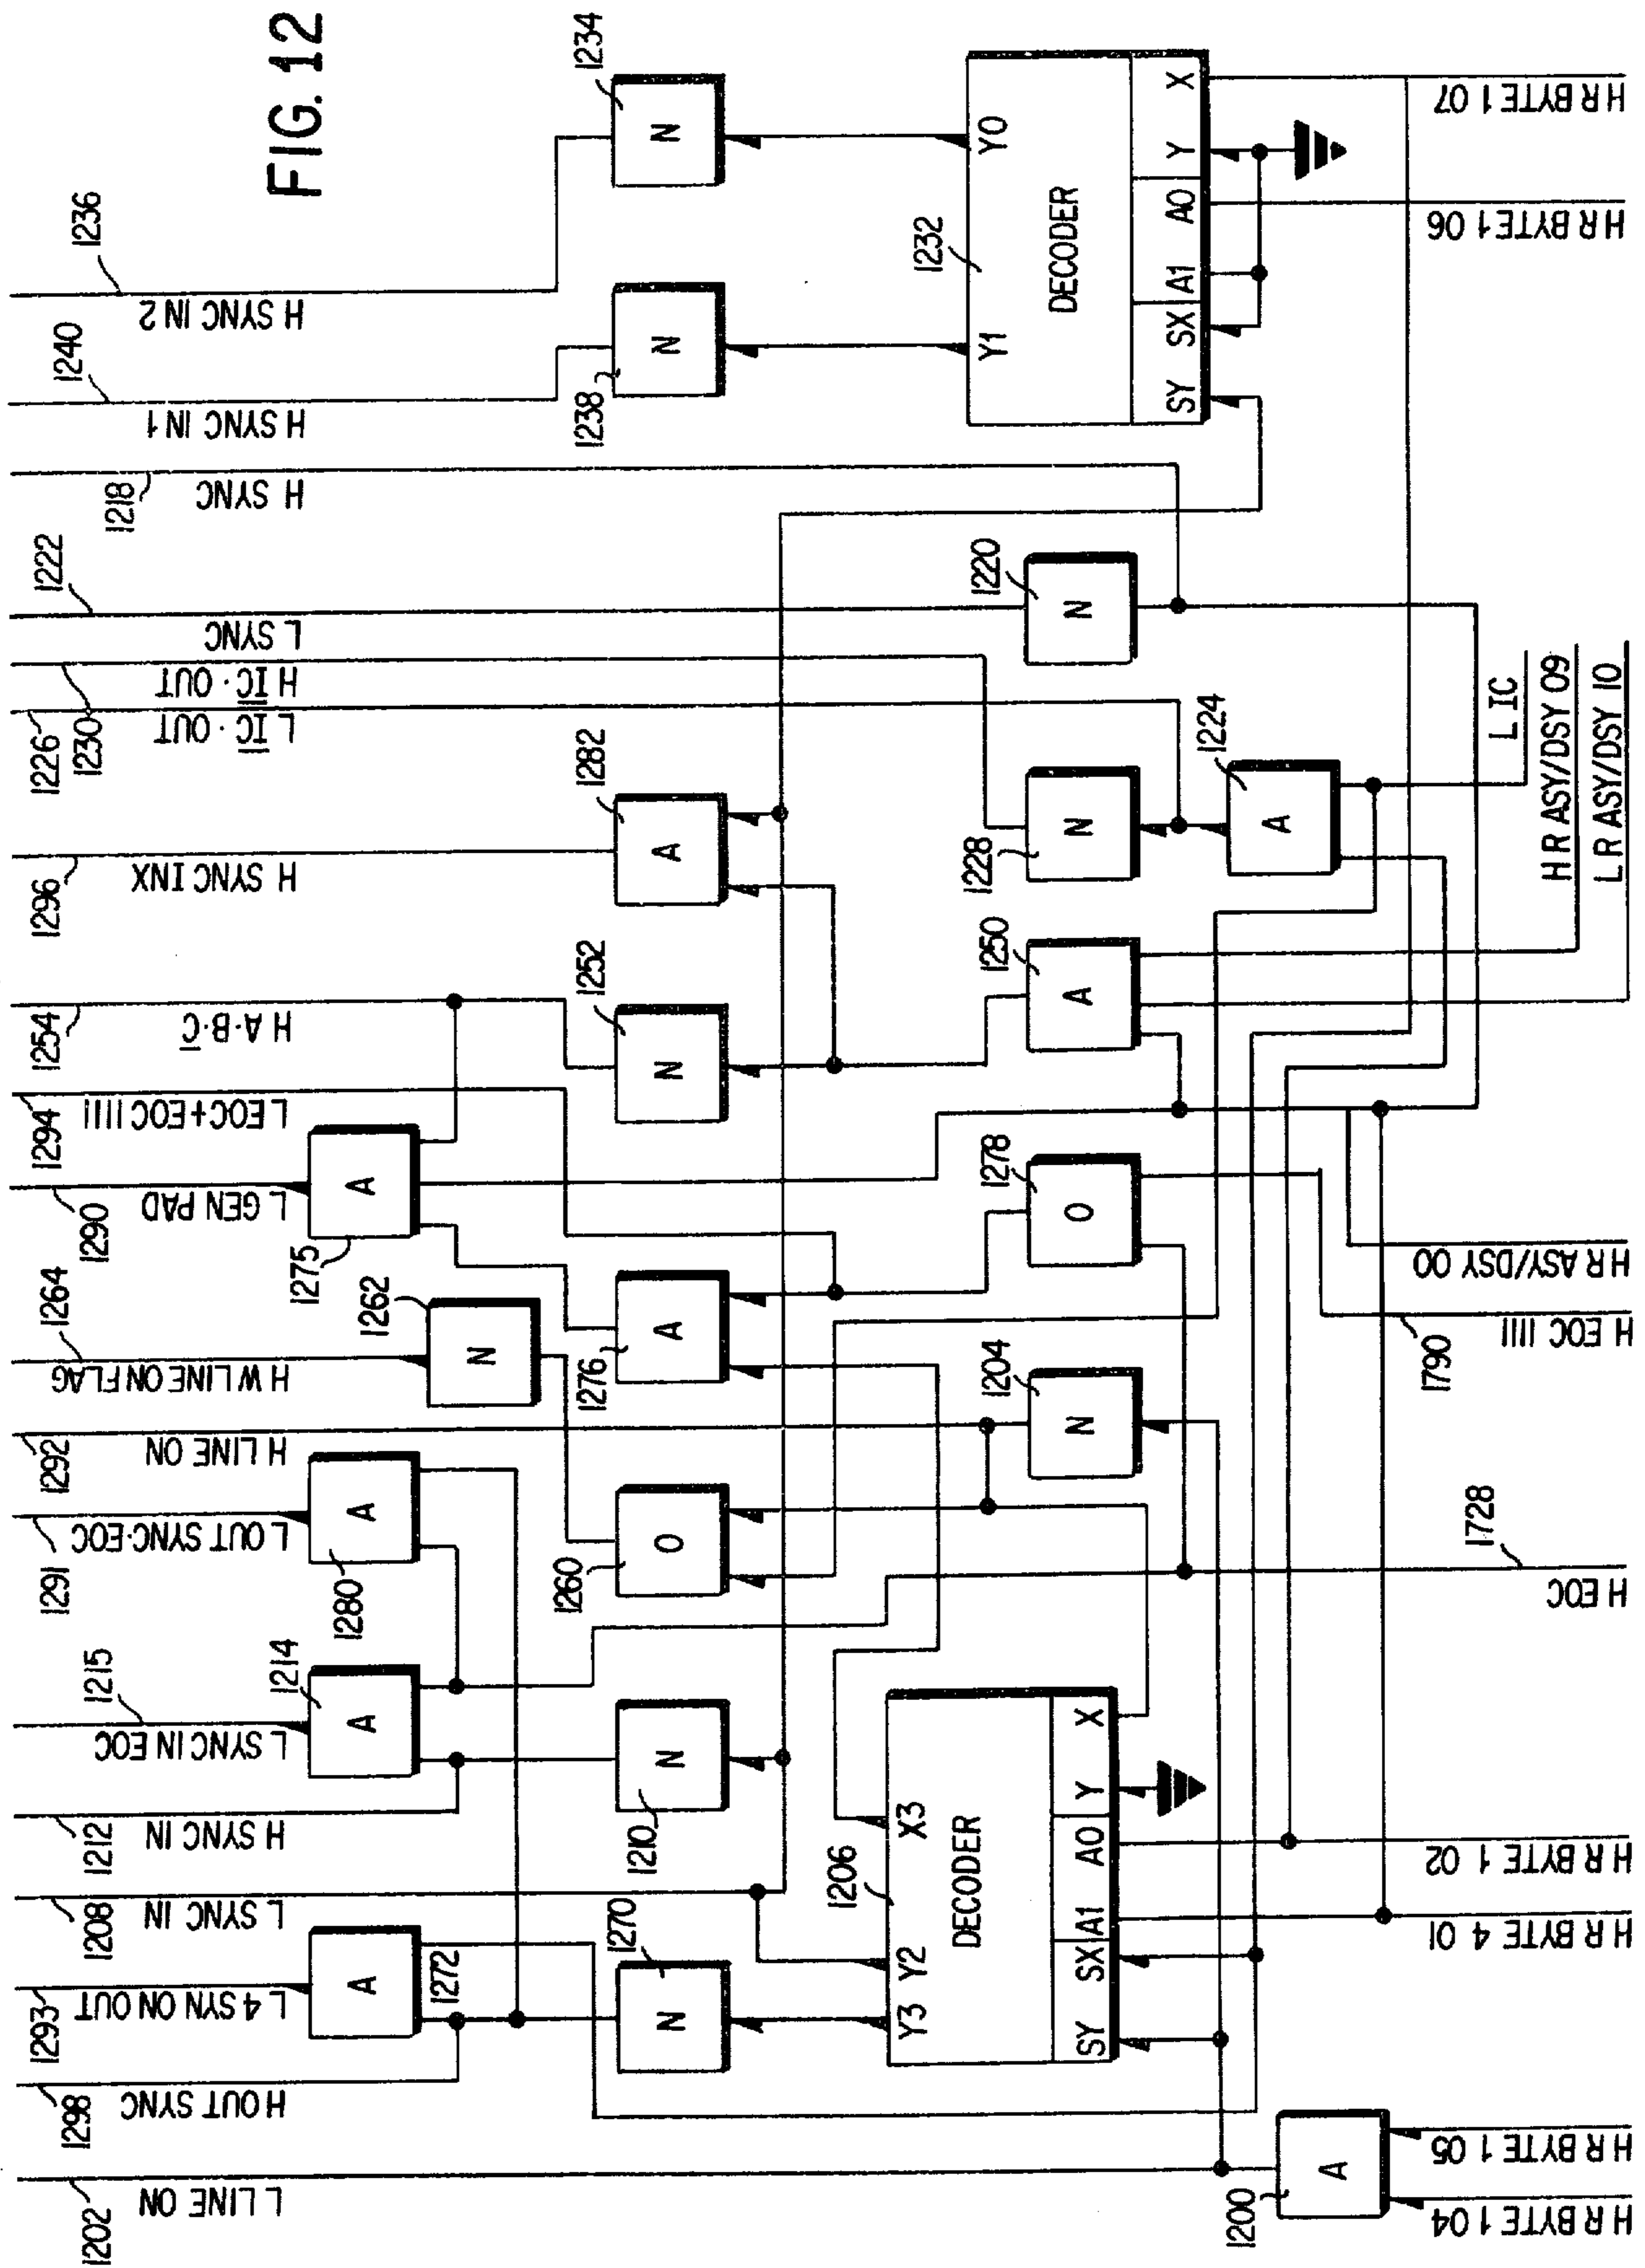 FIG. 12
1202
L LINE ON
1298
H OUT SYNC
1293
L 4 SYN ON OUT
1208
L SYNC IN
1212
H SYNC IN
1215
L SYNC IN EOC
1291
L OUT SYNC·EOC
1292
H LINE ON
1264
H W LINE ON FLAG
1290
L GEN PAD
1294
L EOC+EOC 1111
1254
H A·B·C̅
1296
H SYNC INX
1226
L I̅C̅·OUT
1230
H I̅C̅·OUT
1222
L SYNC
1218
H SYNC
1240
H SYNC IN 1
1236
H SYNC IN 2
A
1272
A
1214
A
1280
N
1262
A
1275
N
1270
N
1210
O
1260
A
1276
N
1252
A
1282
N
1238
N
1234
1206
Y3
Y2
X3
DECODER
SY
SX
A1
A0
Y
X
N
1204
O
1278
A
1250
N
1228
N
1220
A
1224
1232
Y1
Y0
DECODER
SY
SX
A1
A0
Y
X
A
1200
L IC
H R ASY/DSY 09
L R ASY/DSY 10
H R BYTE 1 04
H R BYTE 1 05
H R BYTE 4 01
H R BYTE 1 02
H EOC
1728
H EOC 1111
1790
H R ASY/DSY 00
H R BYTE 1 06
H R BYTE 1 07